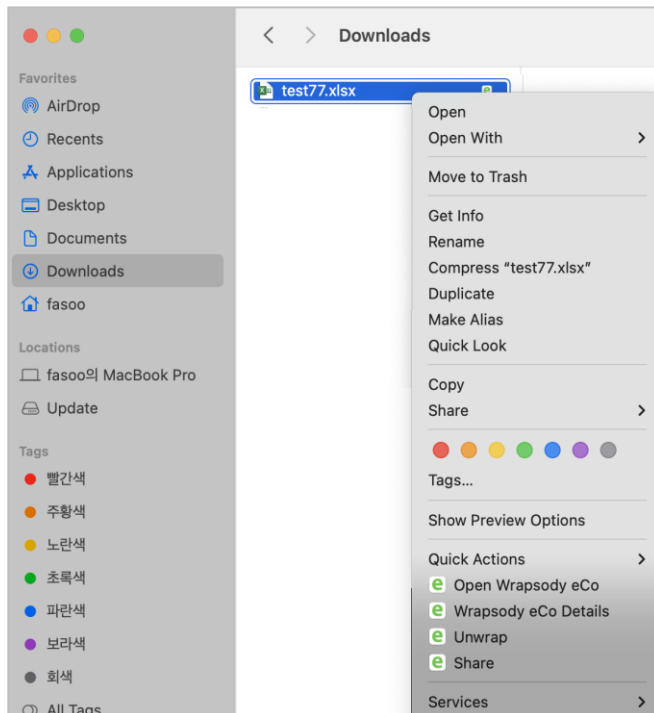 Downloads
Favorites
AirDrop
Recents
Applications
Desktop
Documents
Downloads
fasoo
Locations
fasoo의 MacBook Pro
Update
Tags
빨간색
주황색
노란색
초록색
파란색
보라색
회색
All Tags
test77.xlsx
Open
Open With
Move to Trash
Get Info
Rename
Compress “test77.xlsx”
Duplicate
Make Alias
Quick Look
Copy
Share
Tags...
Show Preview Options
Quick Actions
Open Wrapsody eCo
Wrapsody eCo Details
Unwrap
Share
Services